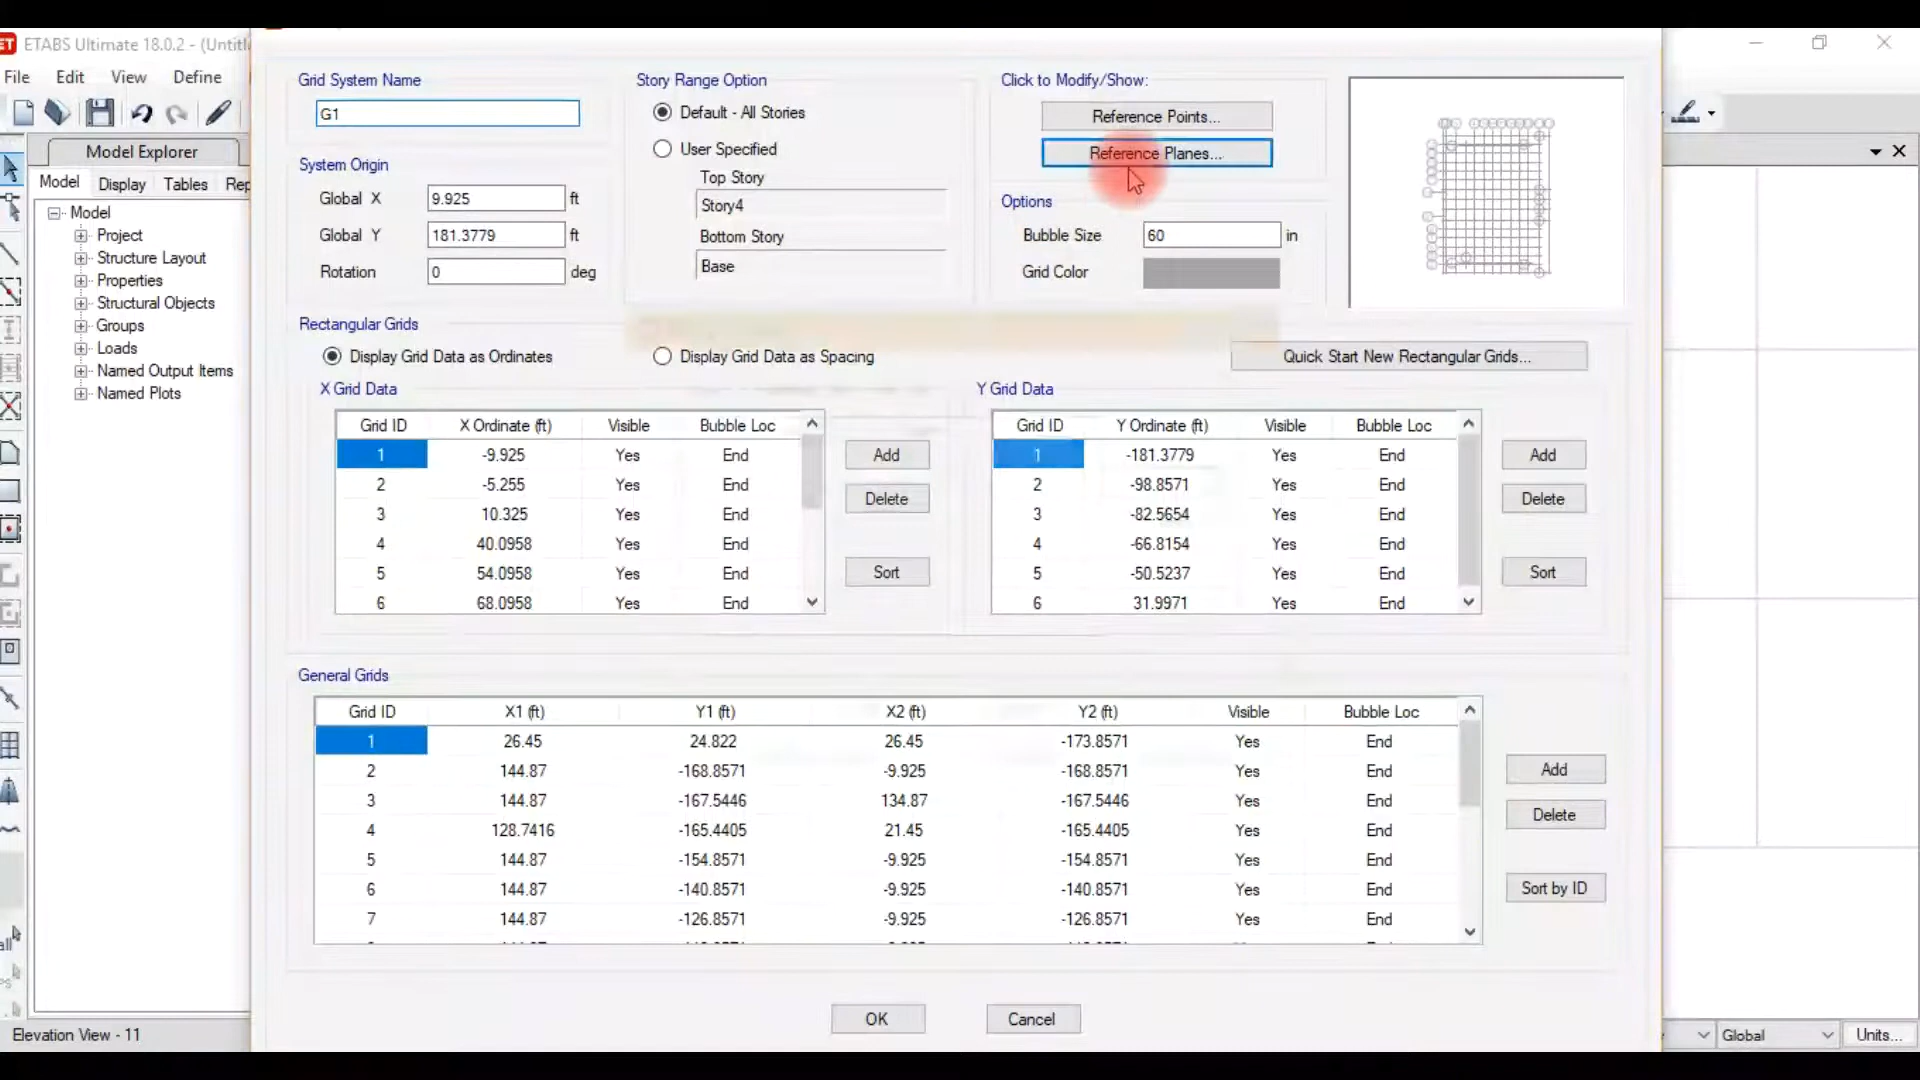 ET ETABS Ultimate 18.0.2 - (Untitl
File Edit View Define
Model Explorer
Model Display Tables Rep
Model
Project
Structure Layout
Properties
Structural Objects
Groups
Loads
Named Output Items
Named Plots
Grid System Name
G1
System Origin
Global X 9.925 ft
Global Y 181.3779 ft
Rotation 0 deg
Story Range Option
Default - All Stories
User Specified
Top Story
Story4
Bottom Story
Base
Click to Modify/Show:
Reference Points...
Reference Planes...
Options
Bubble Size 60 in
Grid Color
Rectangular Grids
Display Grid Data as Ordinates Display Grid Data as Spacing Quick Start New Rectangular Grids...
X Grid Data
Grid ID X Ordinate (ft) Visible Bubble Loc
1 -9.925 Yes End
2 -5.255 Yes End
3 10.325 Yes End
4 40.0958 Yes End
5 54.0958 Yes End
6 68.0958 Yes End
Add
Delete
Sort
Y Grid Data
Grid ID Y Ordinate (ft) Visible Bubble Loc
1 -181.3779 Yes End
2 -98.8571 Yes End
3 -82.5654 Yes End
4 -66.8154 Yes End
5 -50.5237 Yes End
6 31.9971 Yes End
Add
Delete
Sort
General Grids
Grid ID X1 (ft) Y1 (ft) X2 (ft) Y2 (ft) Visible Bubble Loc
1 26.45 24.822 26.45 -173.8571 Yes End
2 144.87 -168.8571 -9.925 -168.8571 Yes End
3 144.87 -167.5446 134.87 -167.5446 Yes End
4 128.7416 -165.4405 21.45 -165.4405 Yes End
5 144.87 -154.8571 -9.925 -154.8571 Yes End
6 144.87 -140.8571 -9.925 -140.8571 Yes End
7 144.87 -126.8571 -9.925 -126.8571 Yes End
Add
Delete
Sort by ID
OK Cancel
Elevation View - 11
Global Units...